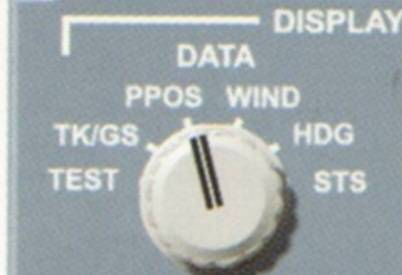 DISPLAY
DATA
PPOS WIND
TK/GS HDG
TEST STS